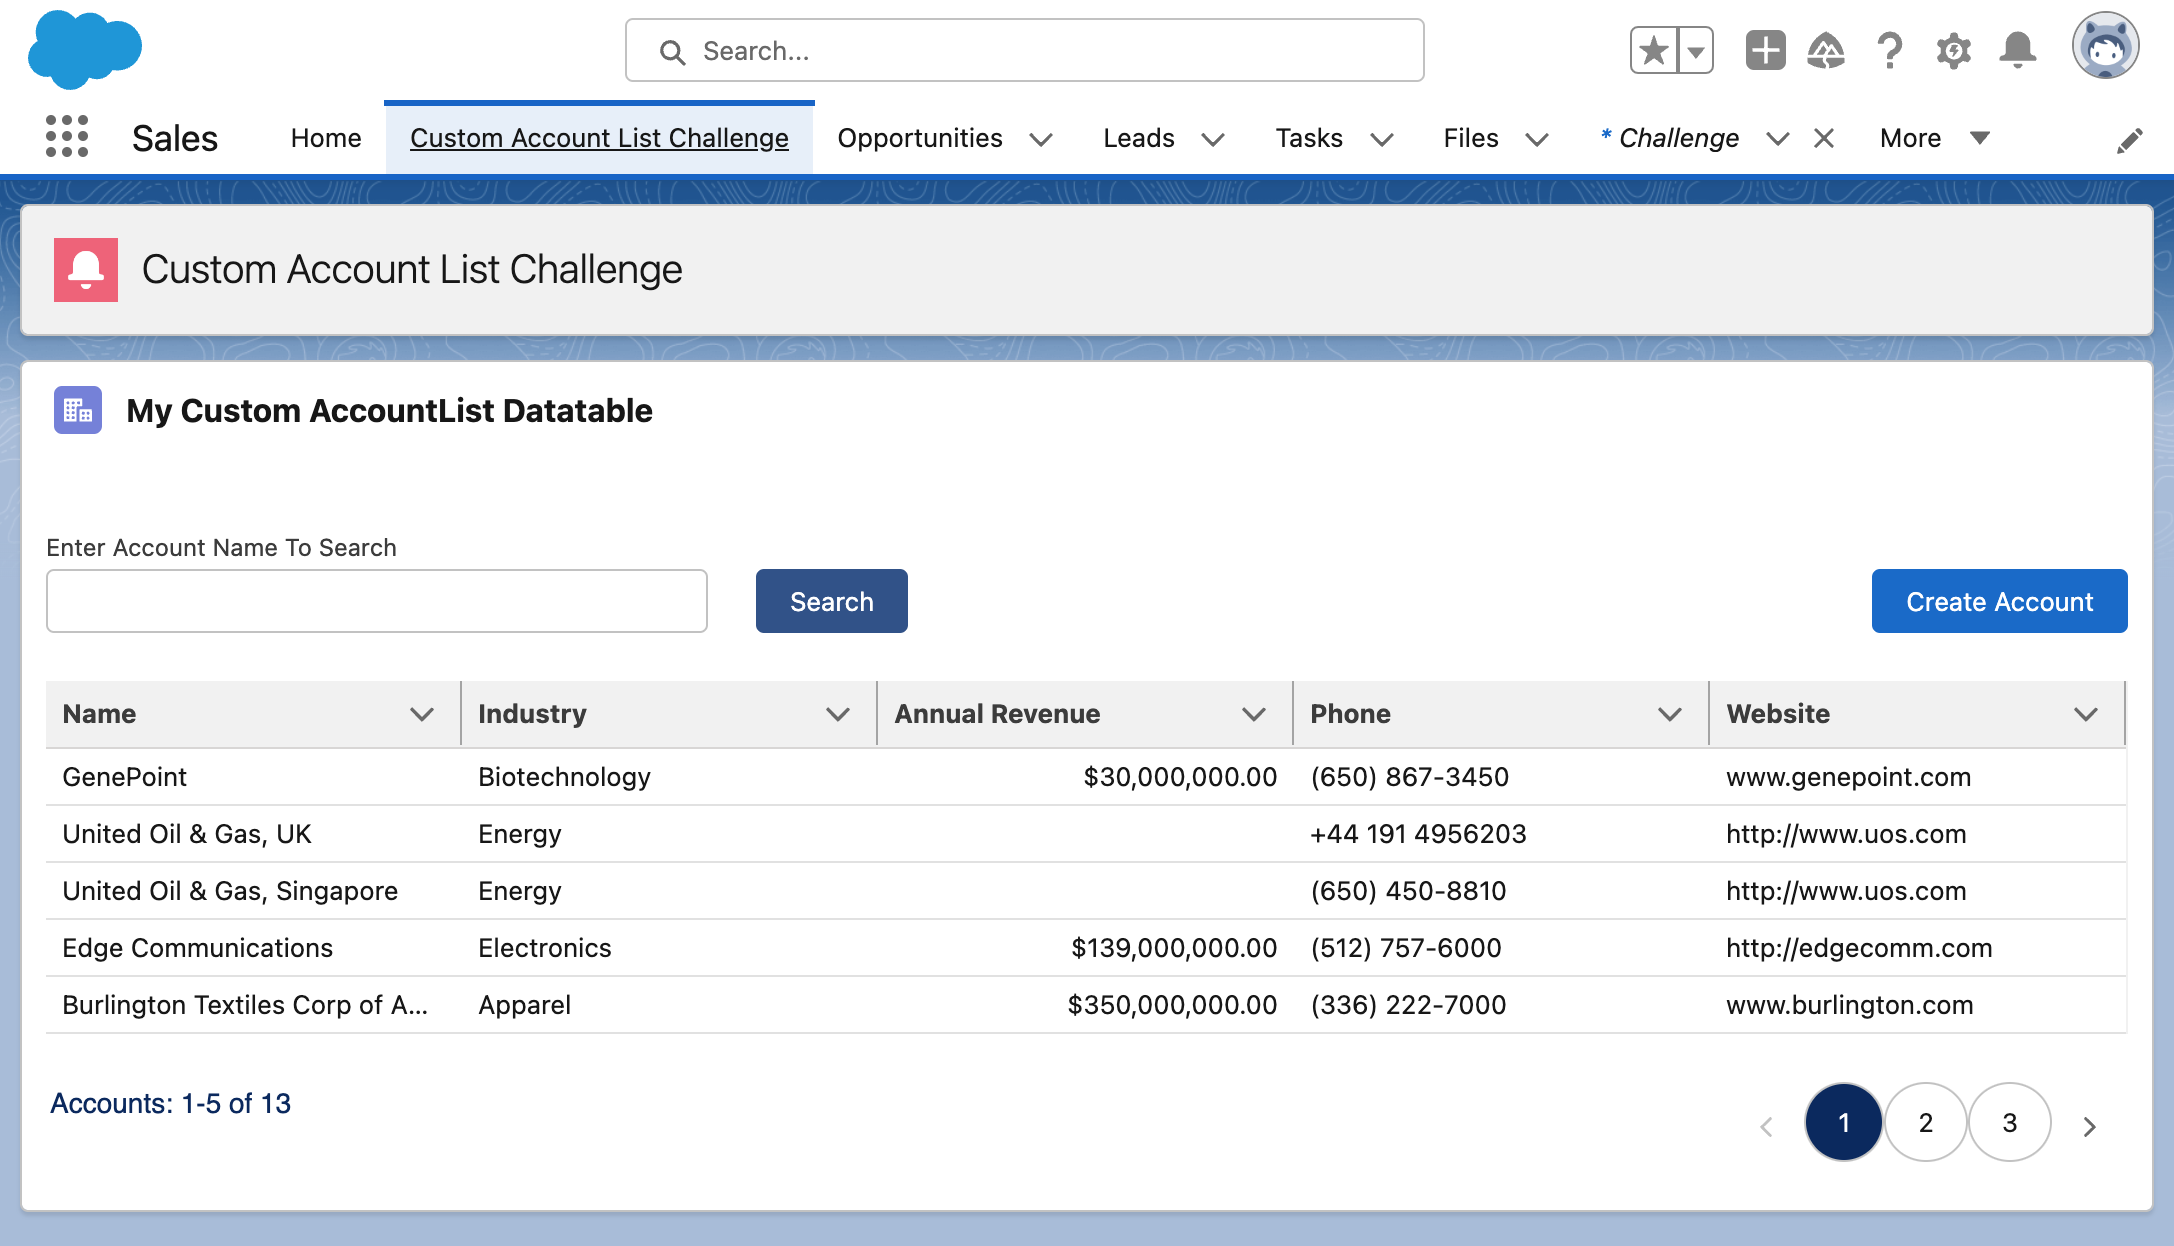 Search...
Sales Home Custom Account List Challenge Opportunities Leads Tasks Files * Challenge More
Custom Account List Challenge
My Custom AccountList Datatable
Enter Account Name To Search
Search Create Account
Name Industry Annual Revenue Phone Website
GenePoint Biotechnology $30,000,000.00 (650) 867-3450 www.genepoint.com
United Oil & Gas, UK Energy +44 191 4956203 http://www.uos.com
United Oil & Gas, Singapore Energy (650) 450-8810 http://www.uos.com
Edge Communications Electronics $139,000,000.00 (512) 757-6000 http://edgecomm.com
Burlington Textiles Corp of A... Apparel $350,000,000.00 (336) 222-7000 www.burlington.com
Accounts: 1-5 of 13
1 2 3